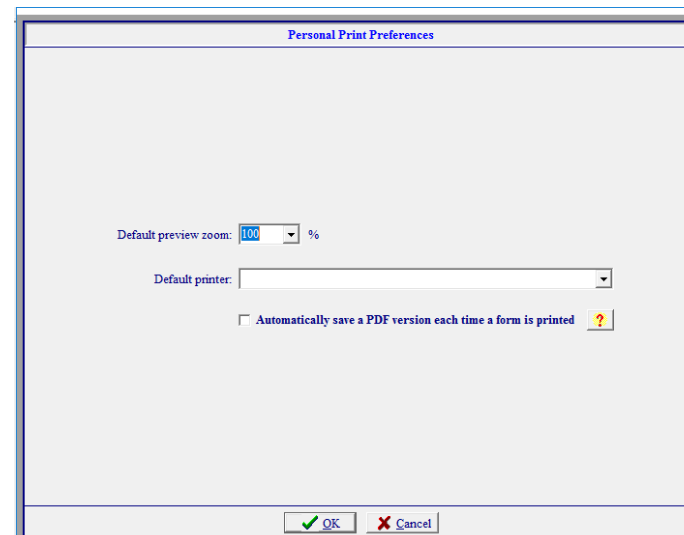 Personal Print Preferences
Default preview zoom: 100 %
Default printer:
Automatically save a PDF version each time a form is printed ?
OK Cancel